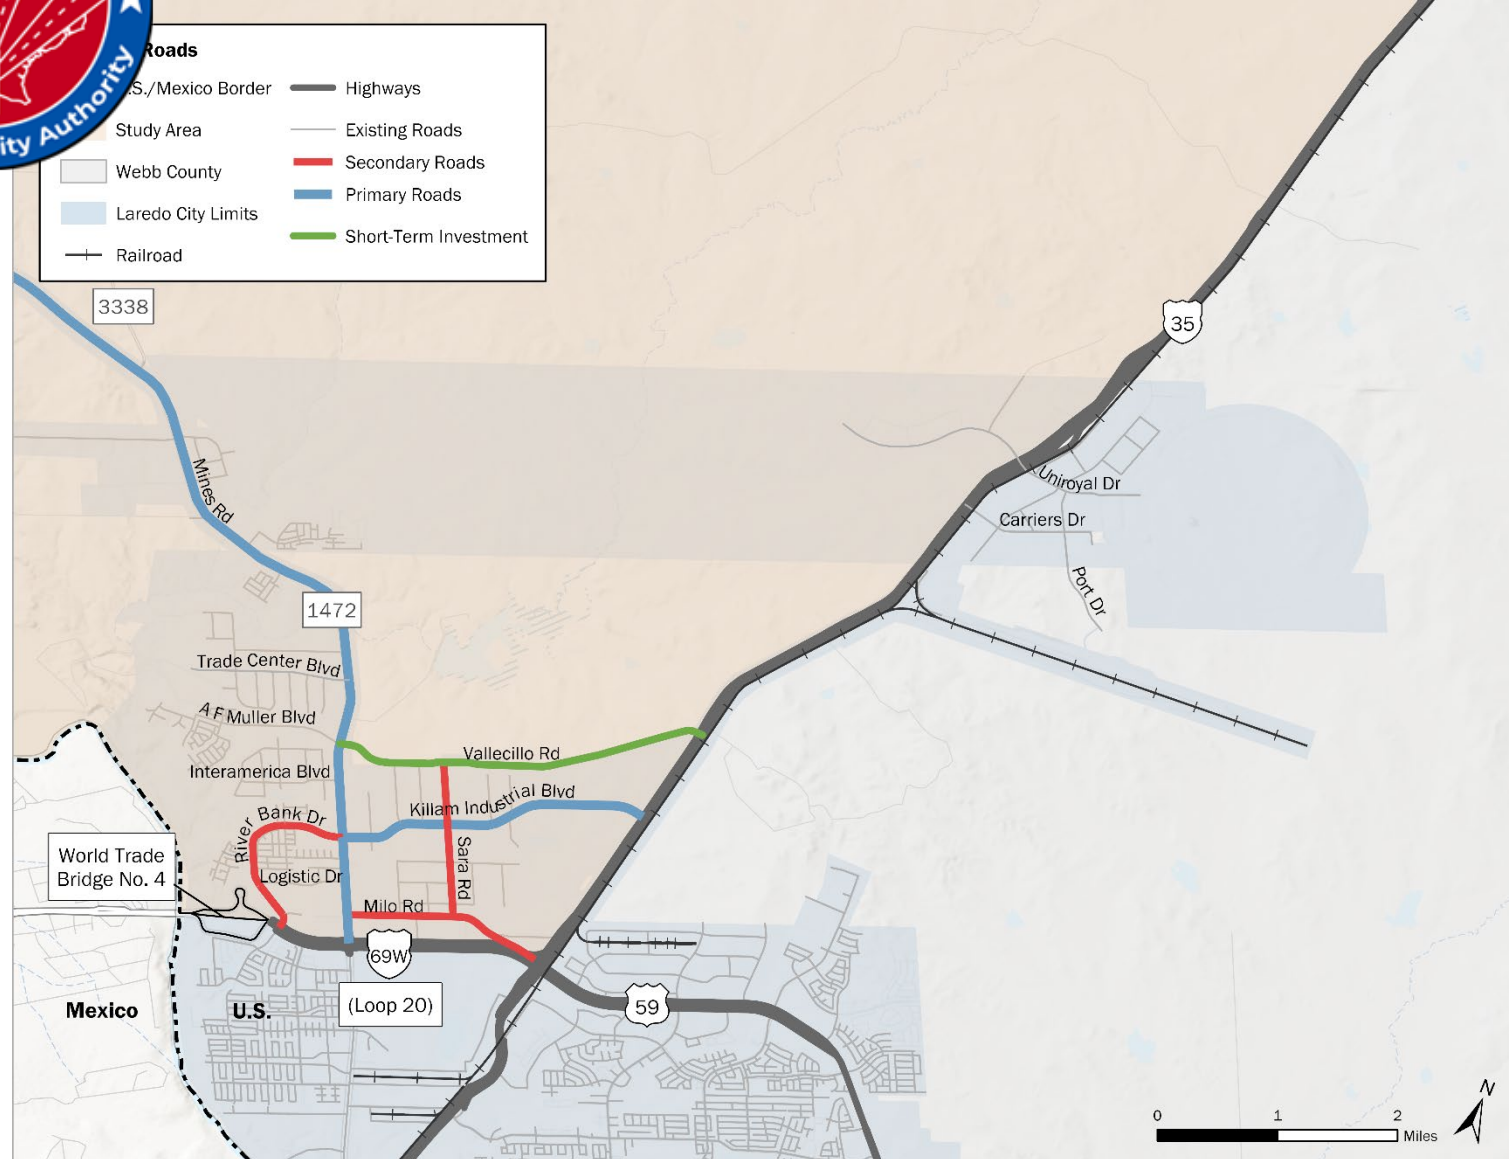 ity Authority
Roads
.S./Mexico Border
Study Area
Webb County
Laredo City Limits
Railroad
Highways
Existing Roads
Secondary Roads
Primary Roads
Short-Term Investment
3338
35
Mines Rd
Uniroyal Dr
Carriers Dr
Port Dr
1472
Trade Center Blvd
A F Muller Blvd
Vallecillo Rd
Interamerica Blvd
Killam Industrial Blvd
River Bank Dr
World Trade
Bridge No. 4
Logistic Dr
Sara Rd
Milo Rd
69W
(Loop 20)
59
Mexico
U.S.
N
0 1 2
Miles